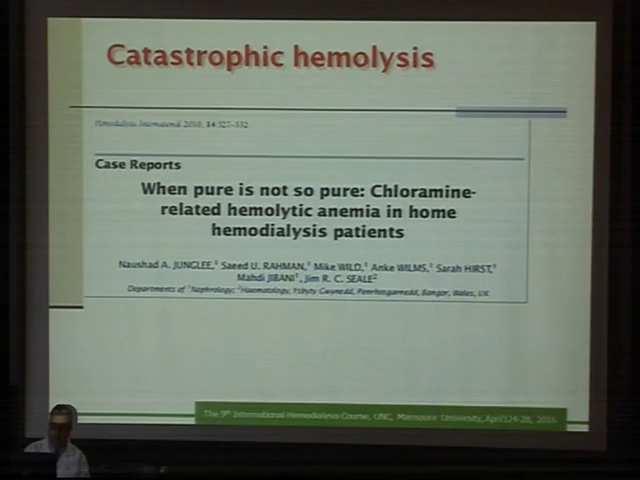 Catastrophic hemolysis
Hemodialysis International 2010; 14:327–332
Case Reports
When pure is not so pure: Chloramine-
related hemolytic anemia in home
hemodialysis patients
Naushad A. JUNGLEE,¹ Saeed U. RAHMAN,¹ Mike WILD,¹ Anke WILMS,¹ Sarah HIRST,¹
Mahdi JIBANI¹, Jim R. C. SEALE²
Departments of ¹Nephrology; ²Haematology, Ysbyty Gwynedd, Penrhosgarnedd, Bangor, Wales, UK
The 9th International Hemodialysis Course, UNC, Mansoura University, April 24-28, 2016